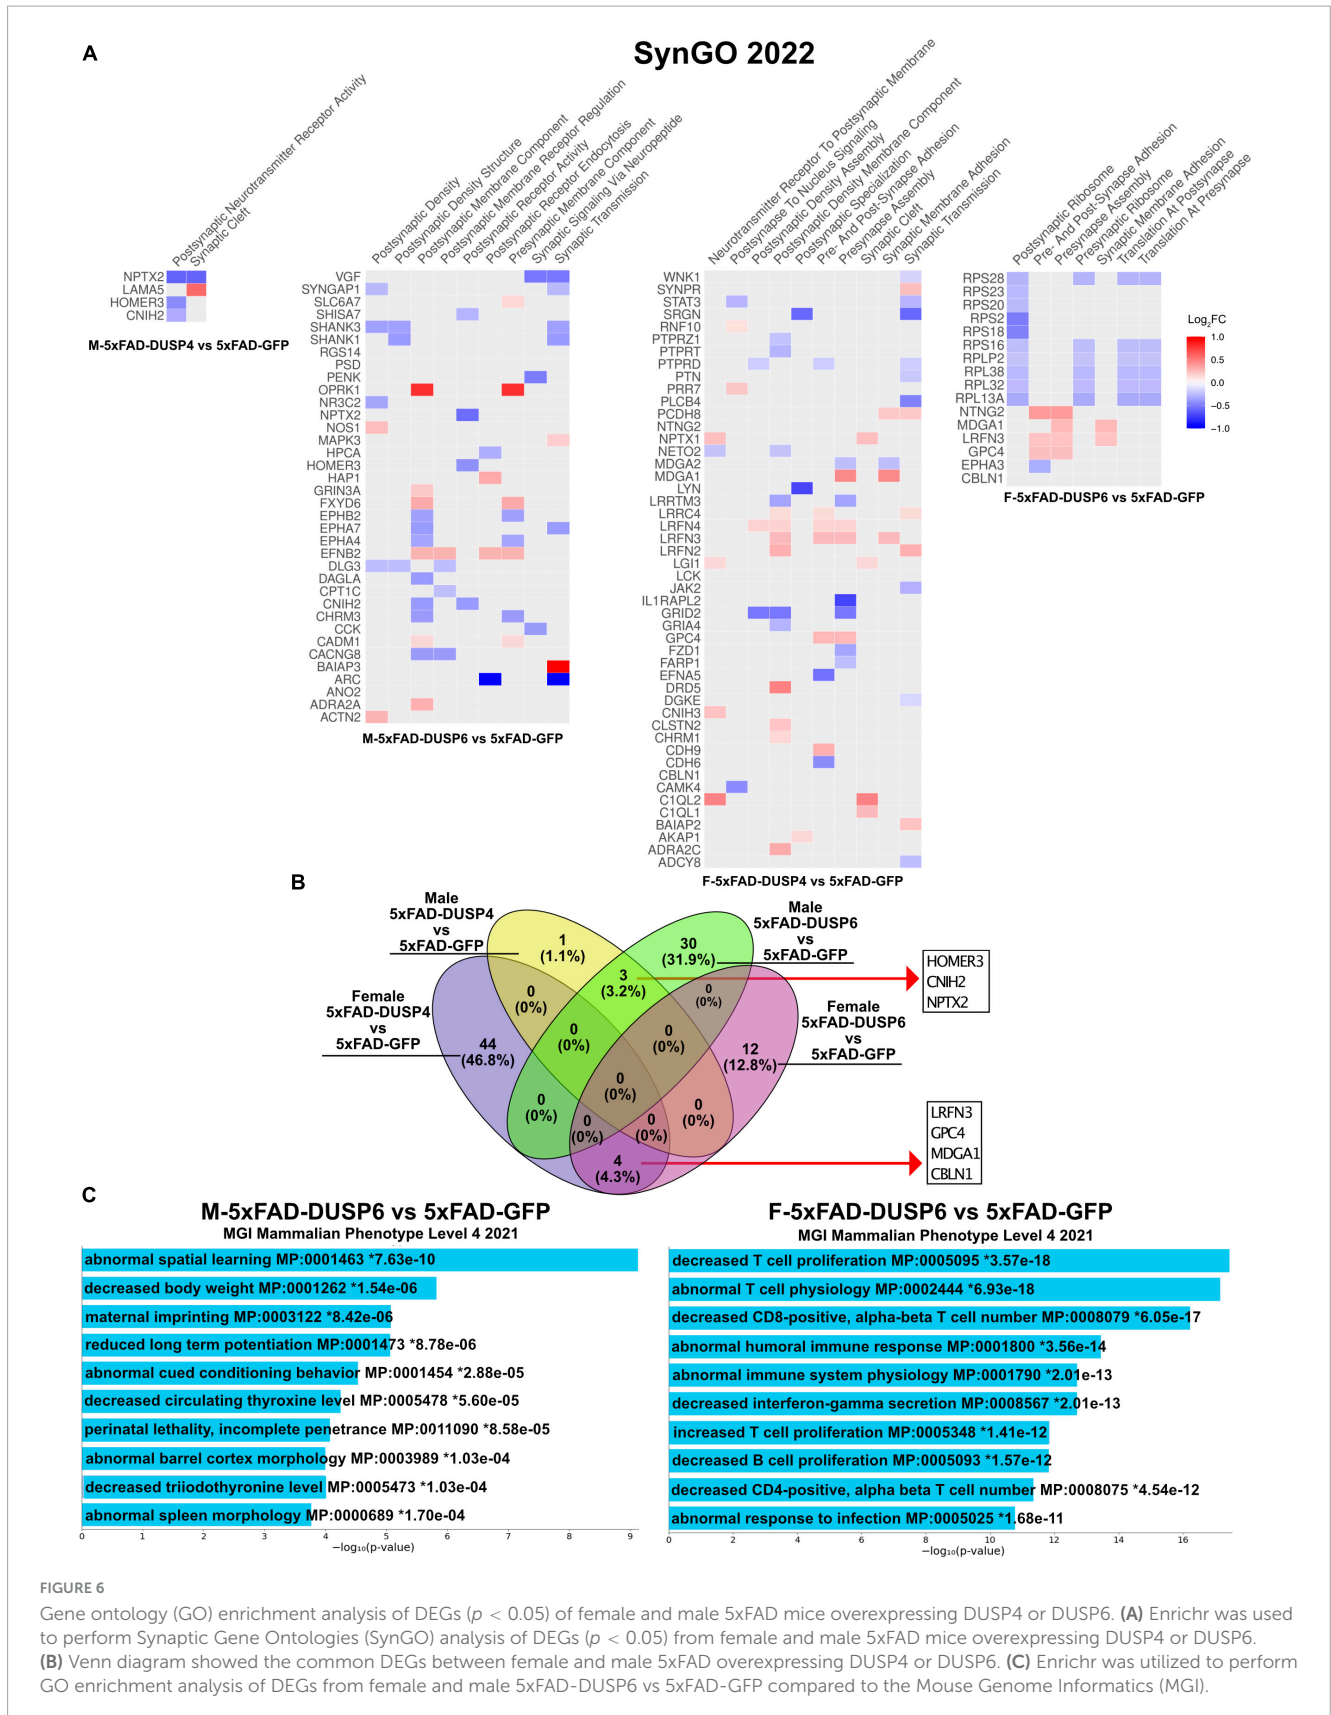 A
SynGO 2022
Postsynaptic Neurotransmitter Receptor Activity
Synaptic Cleft
NPTX2
LAMA5
HOMER3
CNIH2
M-5xFAD-DUSP4 vs 5xFAD-GFP
Postsynaptic Density
Postsynaptic Density Structure
Postsynaptic Membrane Component
Postsynaptic Membrane Receptor Regulation
Postsynaptic Receptor Activity
Postsynaptic Receptor Endocytosis
Presynaptic Membrane Component
Synaptic Signaling Via Neuropeptide
Synaptic Transmission
VGF
SYNGAP1
SLC6A7
SHISA7
SHANK3
SHANK1
RGS14
PSD
PENK
OPRK1
NR3C2
NPTX2
NOS1
MAPK3
HPCA
HOMER3
HAP1
GRIN3A
FXYD6
EPHB2
EPHA7
EPHA4
EFNB2
DLG3
DAGLA
CPT1C
CNIH2
CHRM3
CCK
CADM1
CACNG8
BAIAP3
ARC
ANO2
ADRA2A
ACTN2
M-5xFAD-DUSP6 vs 5xFAD-GFP
Neurotransmitter Receptor To Postsynaptic Membrane
Postsynapse To Nucleus Signaling
Postsynaptic Density Assembly
Postsynaptic Density Membrane Component
Postsynaptic Specialization
Pre- And Post-Synapse Adhesion
Presynapse Assembly
Synaptic Cleft
Synaptic Membrane Adhesion
Synaptic Transmission
WNK1
SYNPR
STAT3
SRGN
RNF10
PTPRZ1
PTPRT
PTPRD
PTN
PRR7
PLCB4
PCDH8
NTNG2
NPTX1
NETO2
MDGA2
MDGA1
LYN
LRRTM3
LRRC4
LRFN4
LRFN3
LRFN2
LGI1
LCK
JAK2
IL1RAPL2
GRID2
GRIA4
GPC4
FZD1
FARP1
EFNA5
DRD5
DGKE
CNIH3
CLSTN2
CHRM1
CDH9
CDH6
CBLN1
CAMK4
C1QL2
C1QL1
BAIAP2
AKAP1
ADRA2C
ADCY8
F-5xFAD-DUSP4 vs 5xFAD-GFP
Postsynaptic Ribosome
Pre- And Post-Synapse Adhesion
Presynapse Assembly
Presynaptic Ribosome
Synaptic Membrane Adhesion
Translation At Postsynapse
Translation At Presynapse
RPS28
RPS23
RPS20
RPS2
RPS18
RPS16
RPLP2
RPL38
RPL32
RPL13A
NTNG2
MDGA1
LRFN3
GPC4
EPHA3
CBLN1
F-5xFAD-DUSP6 vs 5xFAD-GFP
Log2FC
1.0
0.5
0.0
−0.5
−1.0
B
Male
5xFAD-DUSP4
vs
5xFAD-GFP
Male
5xFAD-DUSP6
vs
5xFAD-GFP
Female
5xFAD-DUSP4
vs
5xFAD-GFP
Female
5xFAD-DUSP6
vs
5xFAD-GFP
1
(1.1%)
30
(31.9%)
3
(3.2%)
0
(0%)
0
(0%)
44
(46.8%)
0
(0%)
0
(0%)
12
(12.8%)
0
(0%)
0
(0%)
0
(0%)
0
(0%)
0
(0%)
4
(4.3%)
HOMER3
CNIH2
NPTX2
LRFN3
GPC4
MDGA1
CBLN1
C
M-5xFAD-DUSP6 vs 5xFAD-GFP
MGI Mammalian Phenotype Level 4 2021
abnormal spatial learning MP:0001463 *7.63e-10
decreased body weight MP:0001262 *1.54e-06
maternal imprinting MP:0003122 *8.42e-06
reduced long term potentiation MP:0001473 *8.78e-06
abnormal cued conditioning behavior MP:0001454 *2.88e-05
decreased circulating thyroxine level MP:0005478 *5.60e-05
perinatal lethality, incomplete penetrance MP:0011090 *8.58e-05
abnormal barrel cortex morphology MP:0003989 *1.03e-04
decreased triiodothyronine level MP:0005473 *1.03e-04
abnormal spleen morphology MP:0000689 *1.70e-04
0 1 2 3 4 5 6 7 8 9
−log10(p-value)
F-5xFAD-DUSP6 vs 5xFAD-GFP
MGI Mammalian Phenotype Level 4 2021
decreased T cell proliferation MP:0005095 *3.57e-18
abnormal T cell physiology MP:0002444 *6.93e-18
decreased CD8-positive, alpha-beta T cell number MP:0008079 *6.05e-17
abnormal humoral immune response MP:0001800 *3.56e-14
abnormal immune system physiology MP:0001790 *2.01e-13
decreased interferon-gamma secretion MP:0008567 *2.01e-13
increased T cell proliferation MP:0005348 *1.41e-12
decreased B cell proliferation MP:0005093 *1.57e-12
decreased CD4-positive, alpha beta T cell number MP:0008075 *4.54e-12
abnormal response to infection MP:0005025 *1.68e-11
0 2 4 6 8 10 12 14 16
−log10(p-value)
FIGURE 6
Gene ontology (GO) enrichment analysis of DEGs (p < 0.05) of female and male 5xFAD mice overexpressing DUSP4 or DUSP6. (A) Enrichr was used
to perform Synaptic Gene Ontologies (SynGO) analysis of DEGs (p < 0.05) from female and male 5xFAD mice overexpressing DUSP4 or DUSP6.
(B) Venn diagram showed the common DEGs between female and male 5xFAD overexpressing DUSP4 or DUSP6. (C) Enrichr was utilized to perform
GO enrichment analysis of DEGs from female and male 5xFAD-DUSP6 vs 5xFAD-GFP compared to the Mouse Genome Informatics (MGI).